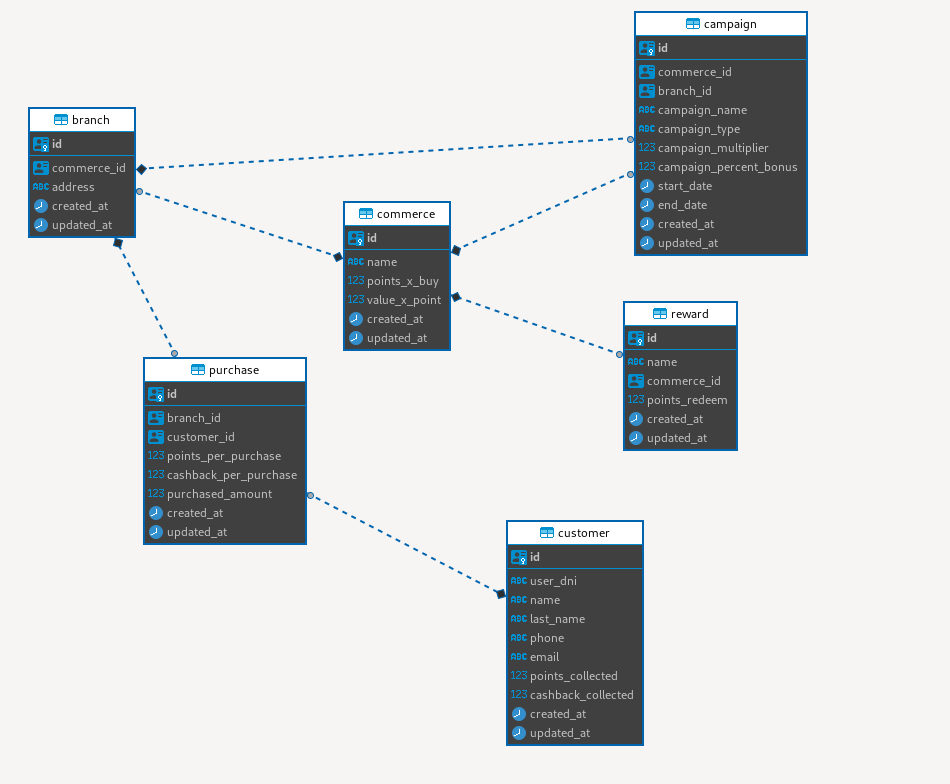 campaign
id
commerce_id
branch_id
ABC campaign_name
ABC campaign_type
123 campaign_multiplier
123 campaign_percent_bonus
start_date
end_date
created_at
updated_at
branch
id
commerce_id
ABC address
created_at
updated_at
commerce
id
ABC name
123 points_x_buy
123 value_x_point
created_at
updated_at
reward
id
ABC name
commerce_id
123 points_redeem
created_at
updated_at
purchase
id
branch_id
customer_id
123 points_per_purchase
123 cashback_per_purchase
123 purchased_amount
created_at
updated_at
customer
id
ABC user_dni
ABC name
ABC last_name
ABC phone
ABC email
123 points_collected
123 cashback_collected
created_at
updated_at